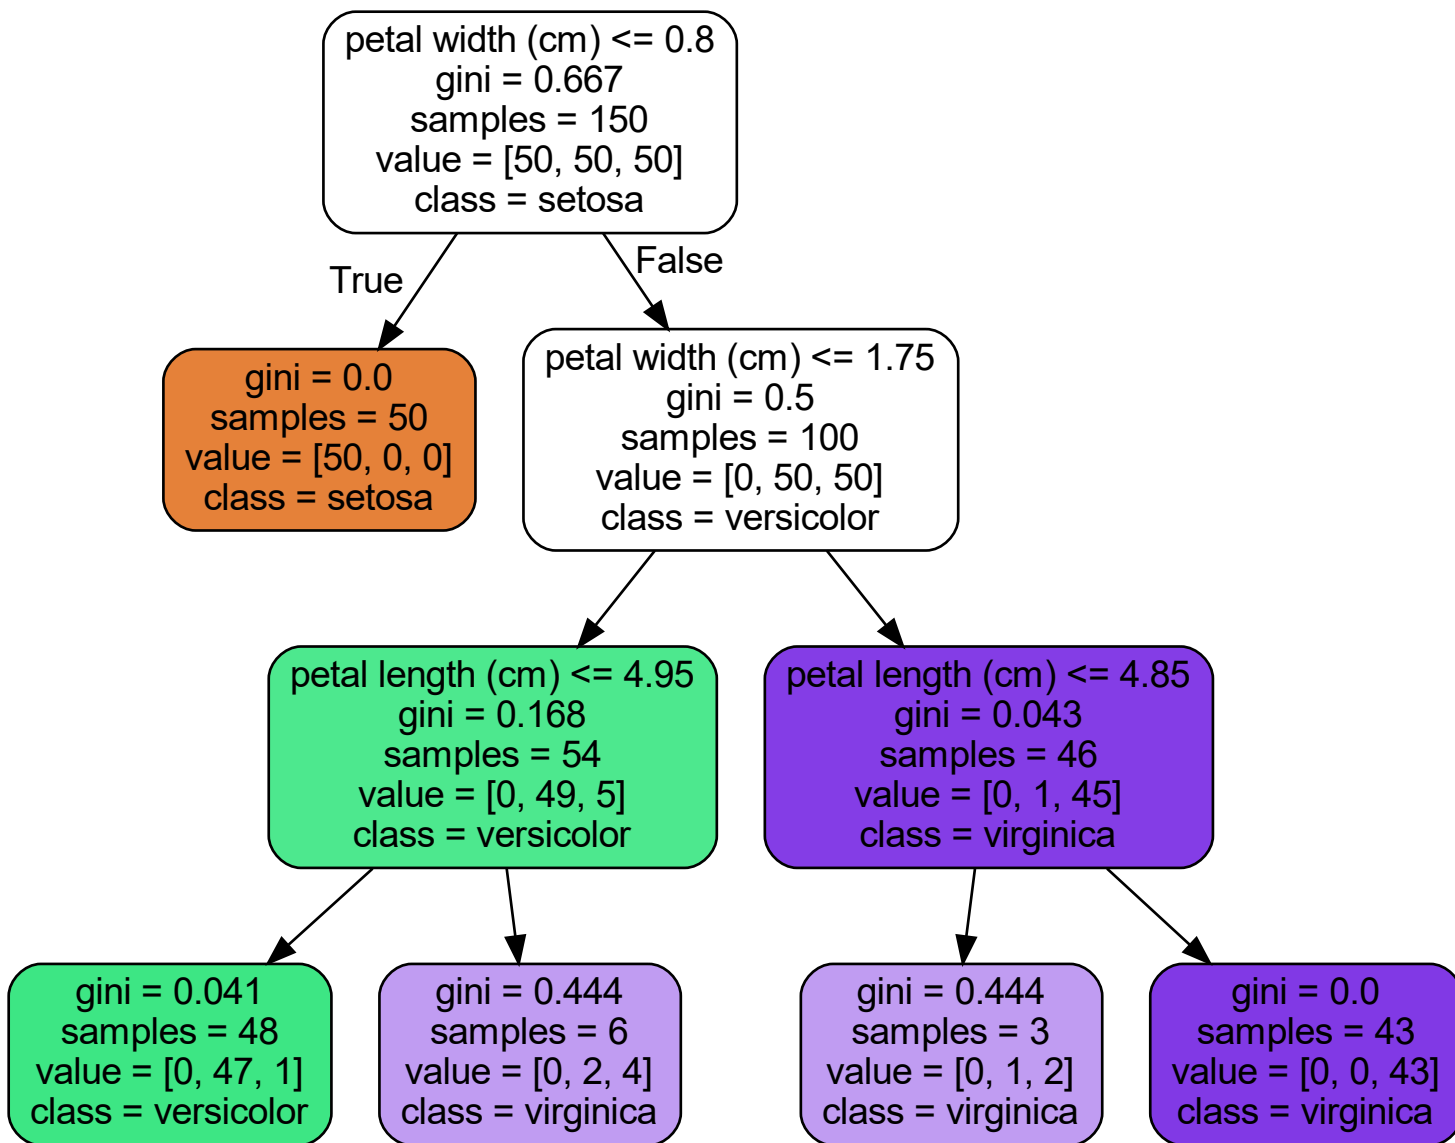 petal width (cm) <= 0.8
gini = 0.667
samples = 150
value = [50, 50, 50]
class = setosa
True
False
gini = 0.0
samples = 50
value = [50, 0, 0]
class = setosa
petal width (cm) <= 1.75
gini = 0.5
samples = 100
value = [0, 50, 50]
class = versicolor
petal length (cm) <= 4.95
gini = 0.168
samples = 54
value = [0, 49, 5]
class = versicolor
petal length (cm) <= 4.85
gini = 0.043
samples = 46
value = [0, 1, 45]
class = virginica
gini = 0.041
samples = 48
value = [0, 47, 1]
class = versicolor
gini = 0.444
samples = 6
value = [0, 2, 4]
class = virginica
gini = 0.444
samples = 3
value = [0, 1, 2]
class = virginica
gini = 0.0
samples = 43
value = [0, 0, 43]
class = virginica